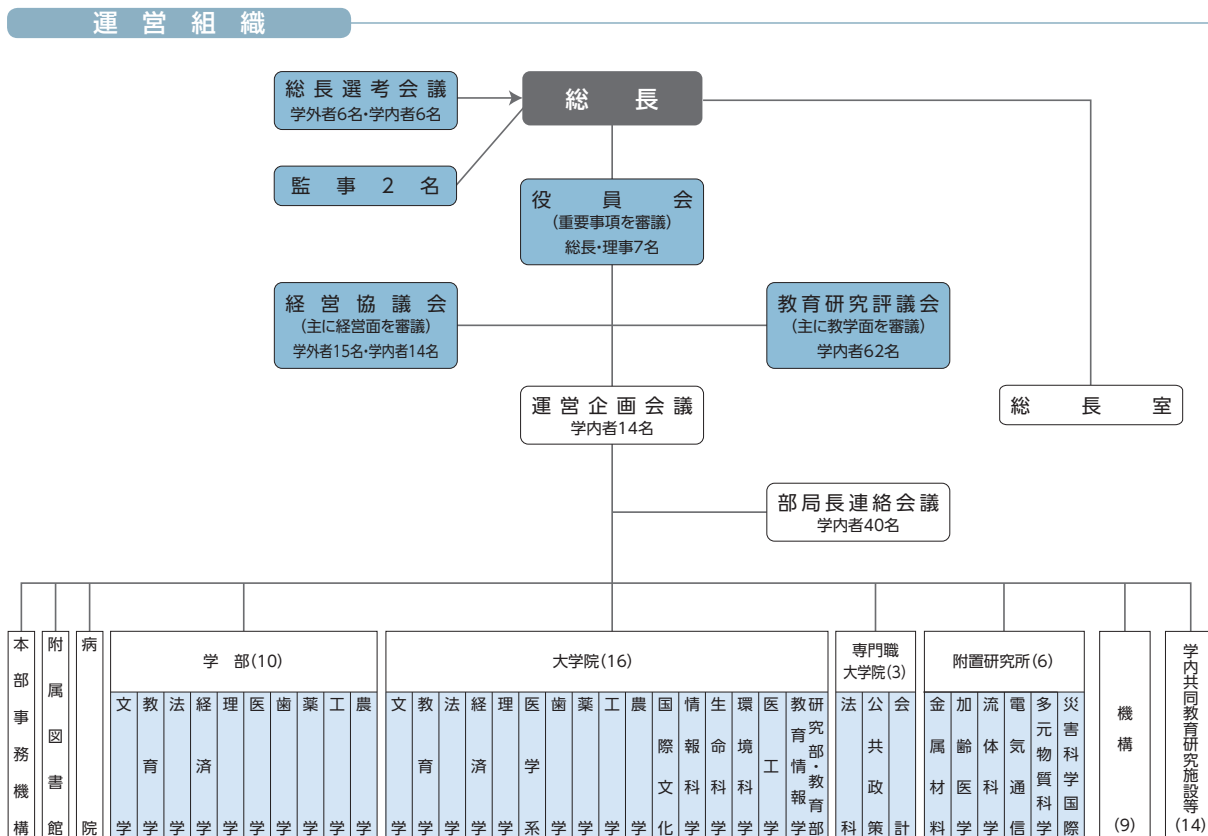 運営組織
総長選考会議
学外者6名・学内者6名
総長
監事2名
役員会
(重要事項を審議)
総長・理事7名
経営協議会
(主に経営面を審議)
学外者15名・学内者14名
教育研究評議会
(主に教学面を審議)
学内者62名
運営企画会議
学内者14名
総長室
部局長連絡会議
学内者40名
本部事務機構
附属図書館
病院
学部(10)
文学
教育学
法学
経済学
理学
医学
歯学
薬学
工学
農学
大学院(16)
文学
教育学
法学
経済学
理学
医学系
歯学
薬学
工学
農学
国際文化
情報科学
生命科学
環境科学
医工学
教育情報学
研究部・教育部
専門職
大学院(3)
法科
公共政策
会計
附置研究所(6)
金属材料
加齢医学
流体科学
電気通信
多元物質科学
災害科学国際
機構
(9)
学内共同教育研究施設等
(14)